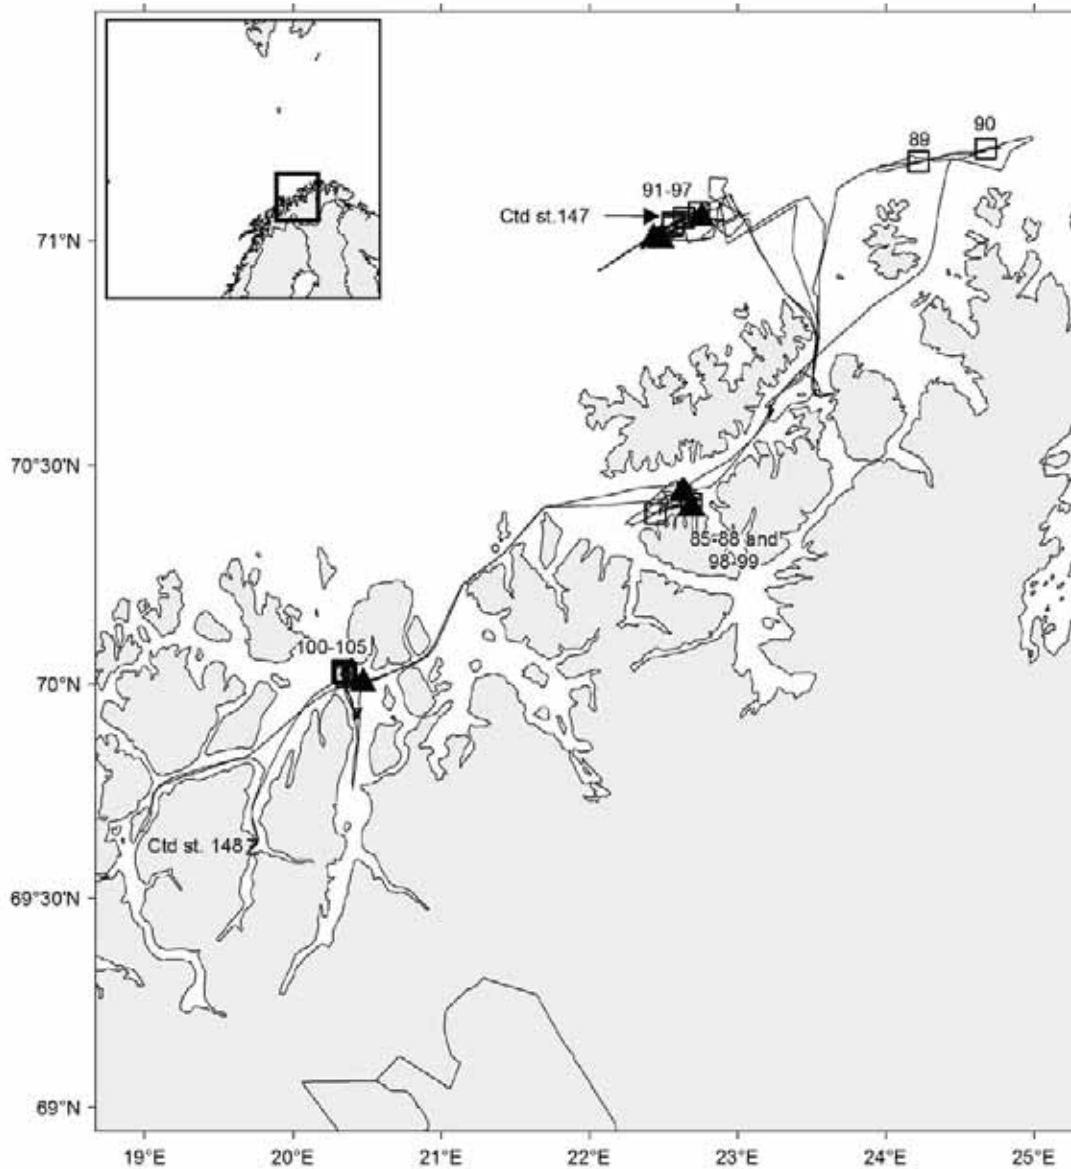 90
89
91-97
Ctd st.147
71°N
70°30'N
85-88 and
98-99
100-105
70°N
Ctd st. 148 Z
69°30'N
69°N
19°E
20°E
21°E
22°E
23°E
24°E
25°E